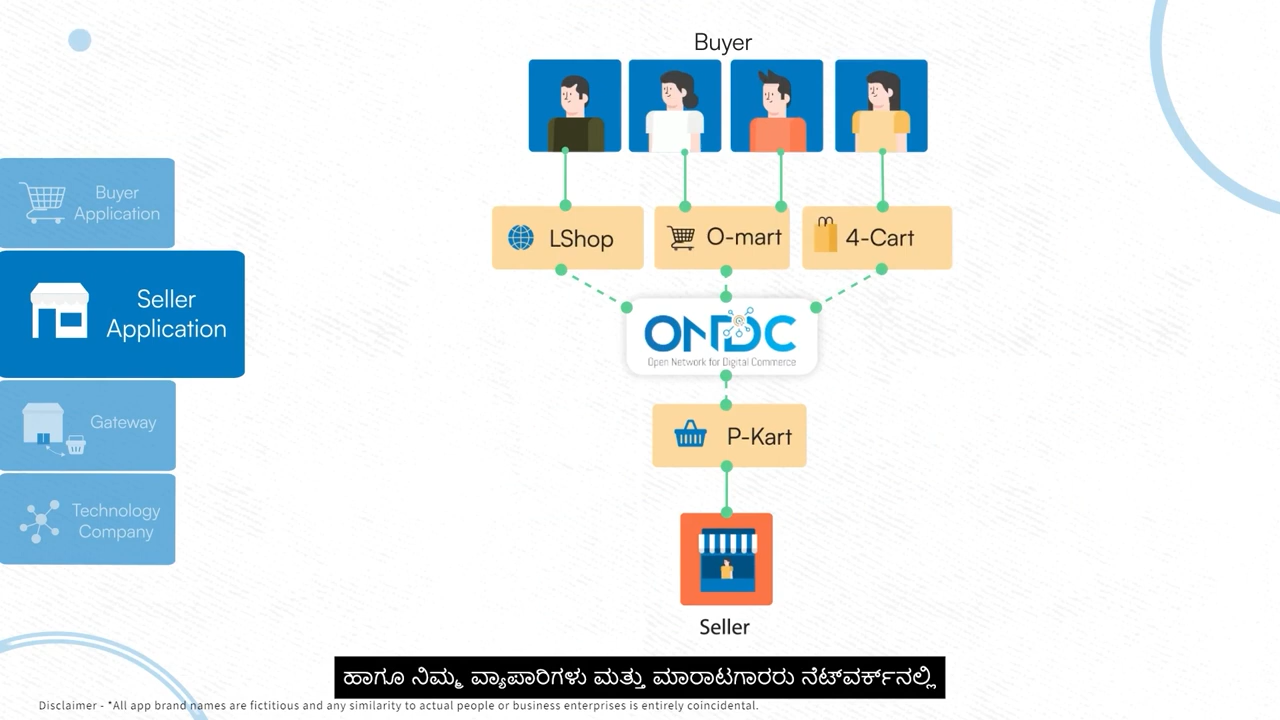 Buyer
Buyer
Application
Seller
Application
Gateway
Technology
Company
LShop
O-mart
4-Cart
ONDC
Open Network for Digital Commerce
P-Kart
Seller
ಹಾಗೂ ನಿಮ್ಮ ವ್ಯಾಪಾರಿಗಳು ಮತ್ತು ಮಾರಾಟಗಾರರು ನೆಟ್‌ವರ್ಕ್‌ನಲ್ಲಿ
Disclaimer - *All app brand names are fictitious and any similarity to actual people or business enterprises is entirely coincidental.